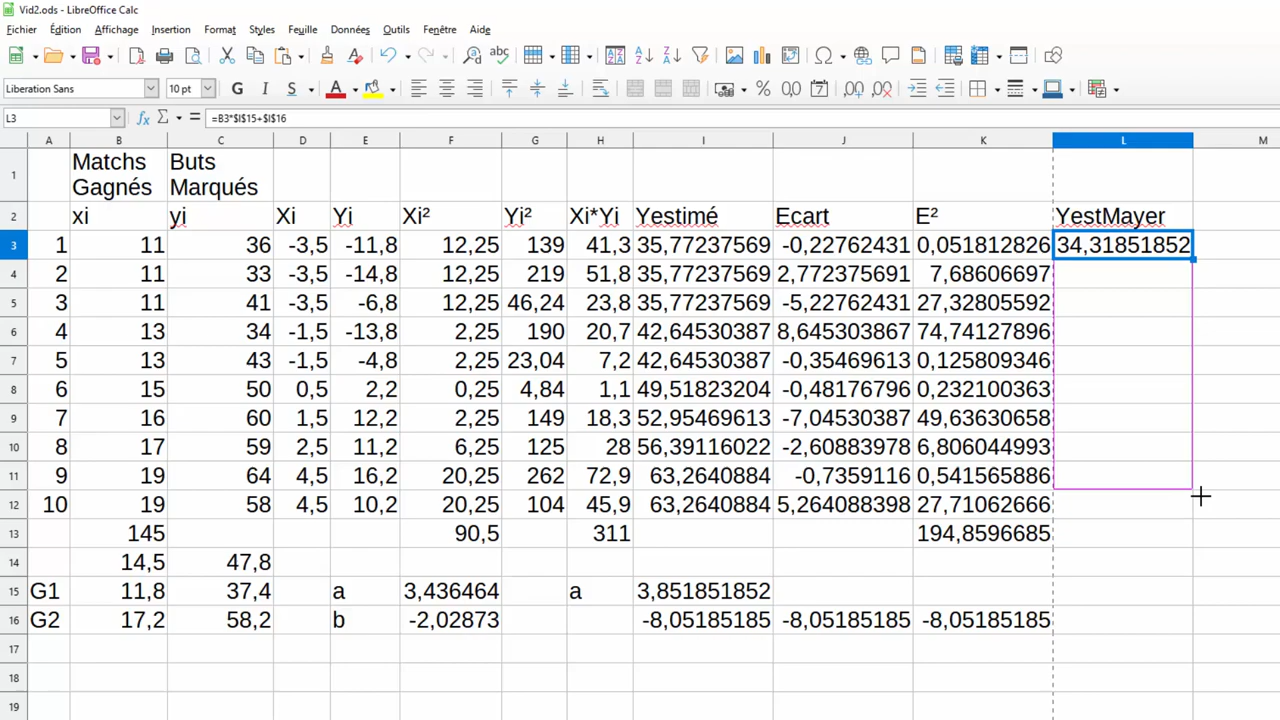 Vid2.ods - LibreOffice Calc
Fichier Édition Affichage Insertion Format Styles Feuille Données Outils Fenêtre Aide
Liberation Sans 10 pt G I S A
L3 fx Σ = =B3*$I$15+$I$16
A B C D E F G H I J K L M
1 Matchs Gagnés Buts Marqués
2 xi yi Xi Yi Xi² Yi² Xi*Yi Yestimé Ecart E² YestMayer
3 1 11 36 -3,5 -11,8 12,25 139 41,3 35,77237569 -0,22762431 0,051812826 34,31851852
4 2 11 33 -3,5 -14,8 12,25 219 51,8 35,77237569 2,772375691 7,68606697
5 3 11 41 -3,5 -6,8 12,25 46,24 23,8 35,77237569 -5,22762431 27,32805592
6 4 13 34 -1,5 -13,8 2,25 190 20,7 42,64530387 8,645303867 74,74127896
7 5 13 43 -1,5 -4,8 2,25 23,04 7,2 42,64530387 -0,35469613 0,125809346
8 6 15 50 0,5 2,2 0,25 4,84 1,1 49,51823204 -0,48176796 0,232100363
9 7 16 60 1,5 12,2 2,25 149 18,3 52,95469613 -7,04530387 49,63630658
10 8 17 59 2,5 11,2 6,25 125 28 56,39116022 -2,60883978 6,806044993
11 9 19 64 4,5 16,2 20,25 262 72,9 63,2640884 -0,7359116 0,541565886
12 10 19 58 4,5 10,2 20,25 104 45,9 63,2640884 5,264088398 27,71062666
13 145 90,5 311 194,8596685
14 14,5 47,8
15 G1 11,8 37,4 a 3,436464 a 3,851851852
16 G2 17,2 58,2 b -2,02873 -8,05185185 -8,05185185 -8,05185185
17
18
19